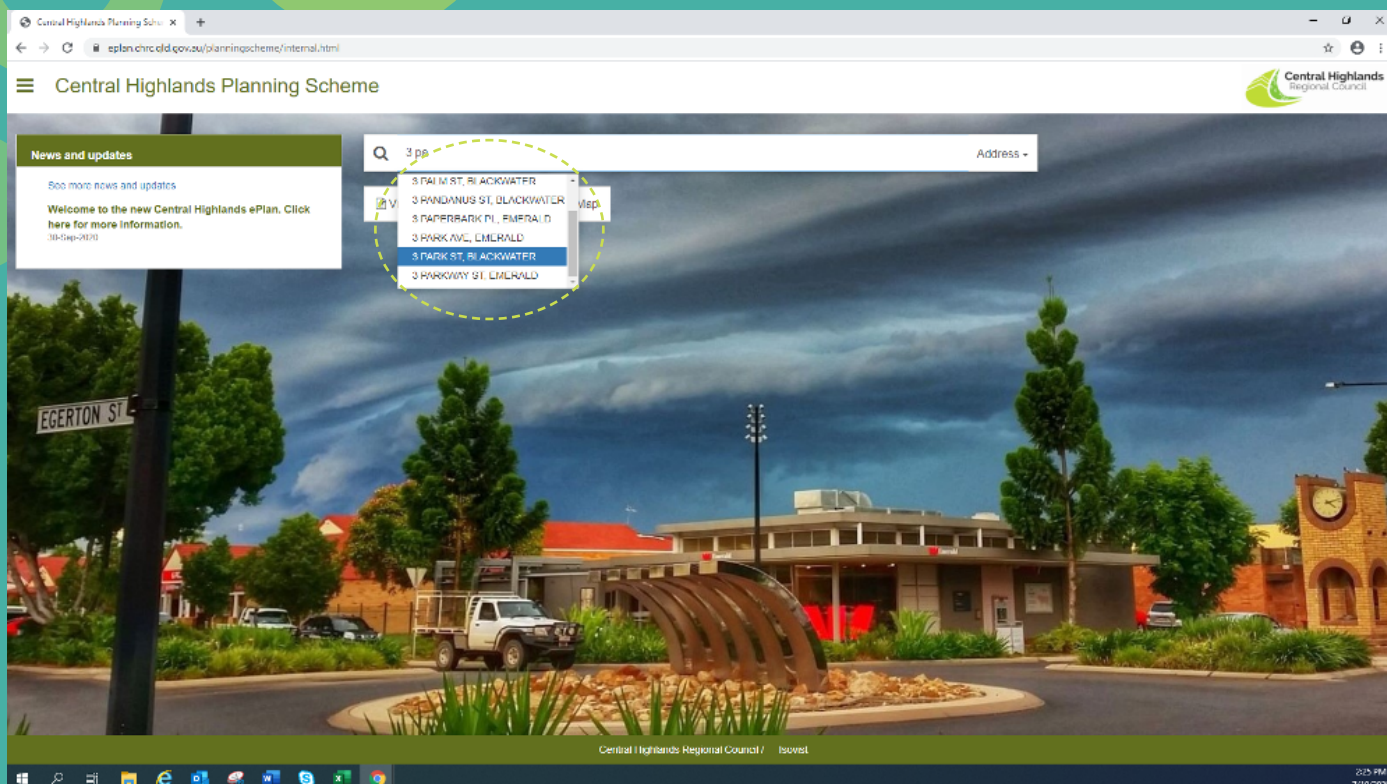 Central Highlands Planning Sche
eplan.chrc.qld.gov.au/planningscheme/internal.html
Central Highlands Planning Scheme
Central Highlands
Regional Council
News and updates
See more news and updates
Welcome to the new Central Highlands ePlan. Click
here for more information.
30-Sep-2020
3 pa
Address
3 PALM ST, BLACKWATER
3 PANDANUS ST, BLACKWATER
3 PAPERBARK PL, EMERALD
3 PARK AVE, EMERALD
3 PARK ST, BLACKWATER
3 PARKWAY ST, EMERALD
V
Map
EGERTON ST
Central Highlands Regional Council / Isovist
2:25 PM